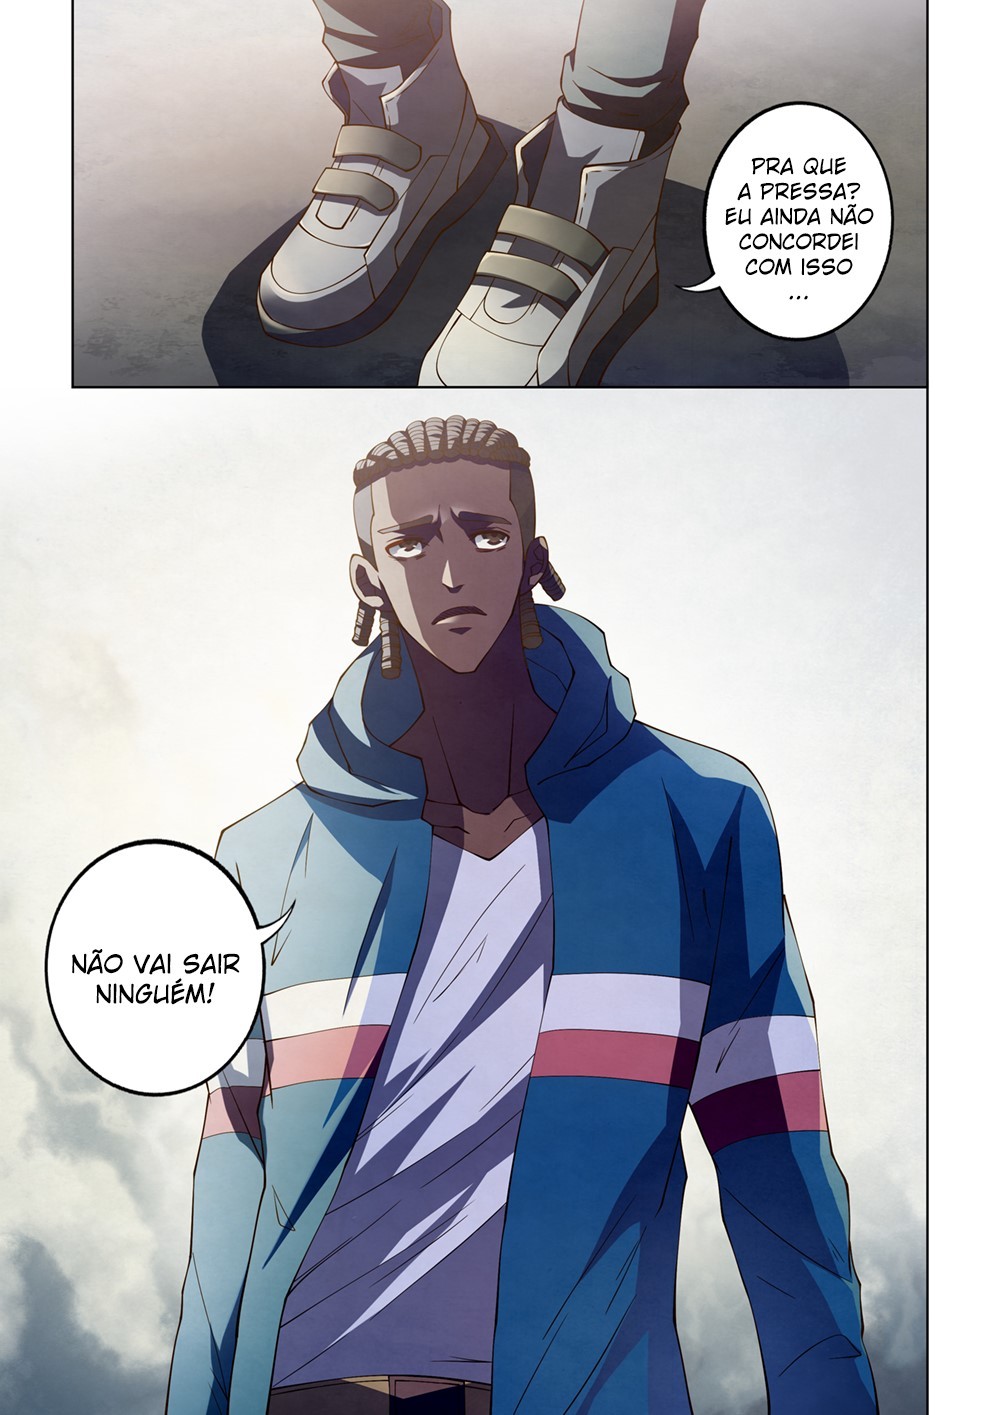 PRA QUE
A PRESSA?
EU AINDA NÃO
CONCORDEI
COM ISSO
...
NÃO VAI SAIR
NINGUÉM!